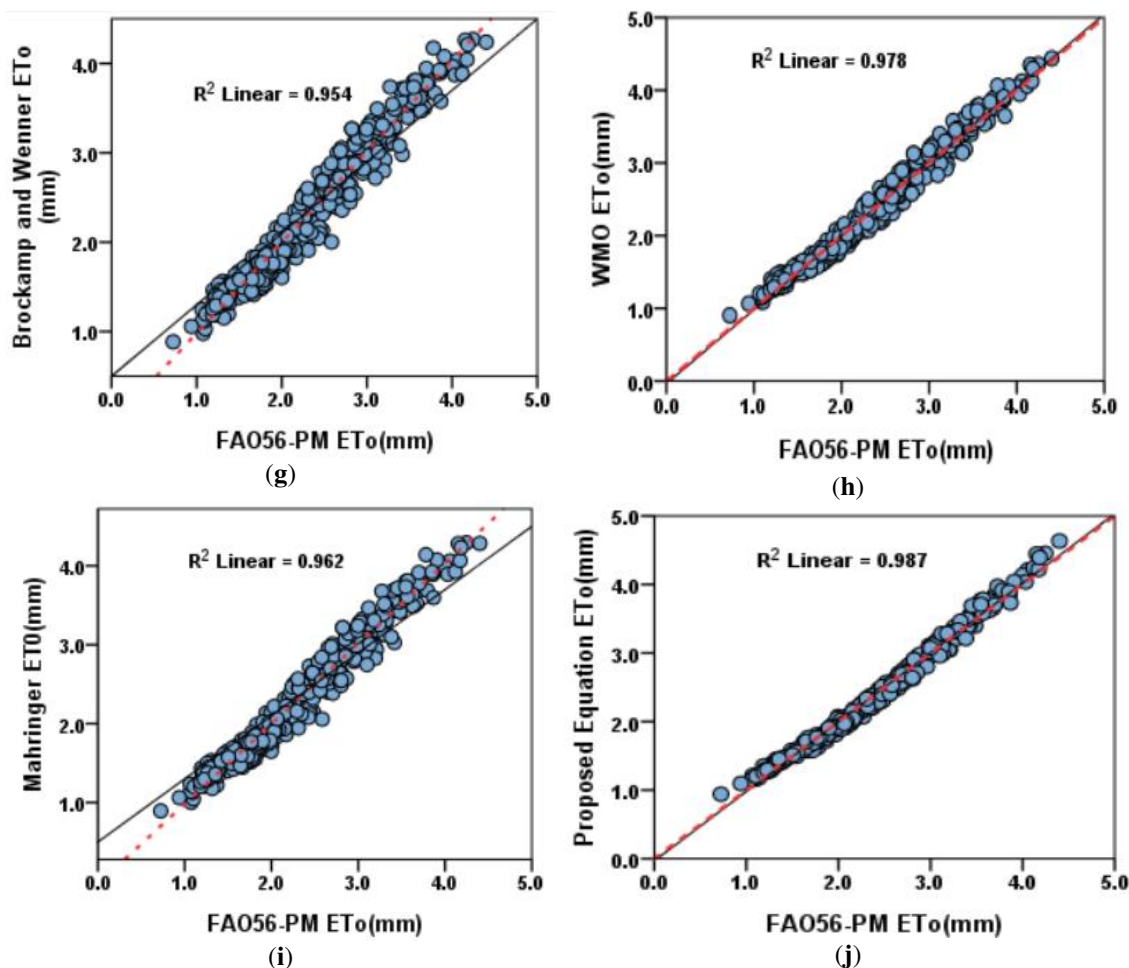 Brockamp and Wenner ETo
(mm)
4.0
3.0
2.0
1.0
R² Linear = 0.954
0.0 1.0 2.0 3.0 4.0 5.0
FAO56-PM ETo(mm)
(g)
WMO ETo(mm)
5.0
4.0
3.0
2.0
1.0
0.0
R² Linear = 0.978
0.0 1.0 2.0 3.0 4.0 5.0
FAO56-PM ETo(mm)
(h)
Mahringer ET0(mm)
4.0
3.0
2.0
1.0
R² Linear = 0.962
0.0 1.0 2.0 3.0 4.0 5.0
FAO56-PM ETo(mm)
(i)
Proposed Equation ETo(mm)
5.0
4.0
3.0
2.0
1.0
0.0
R² Linear = 0.987
0.0 1.0 2.0 3.0 4.0 5.0
FAO56-PM ETo(mm)
(j)